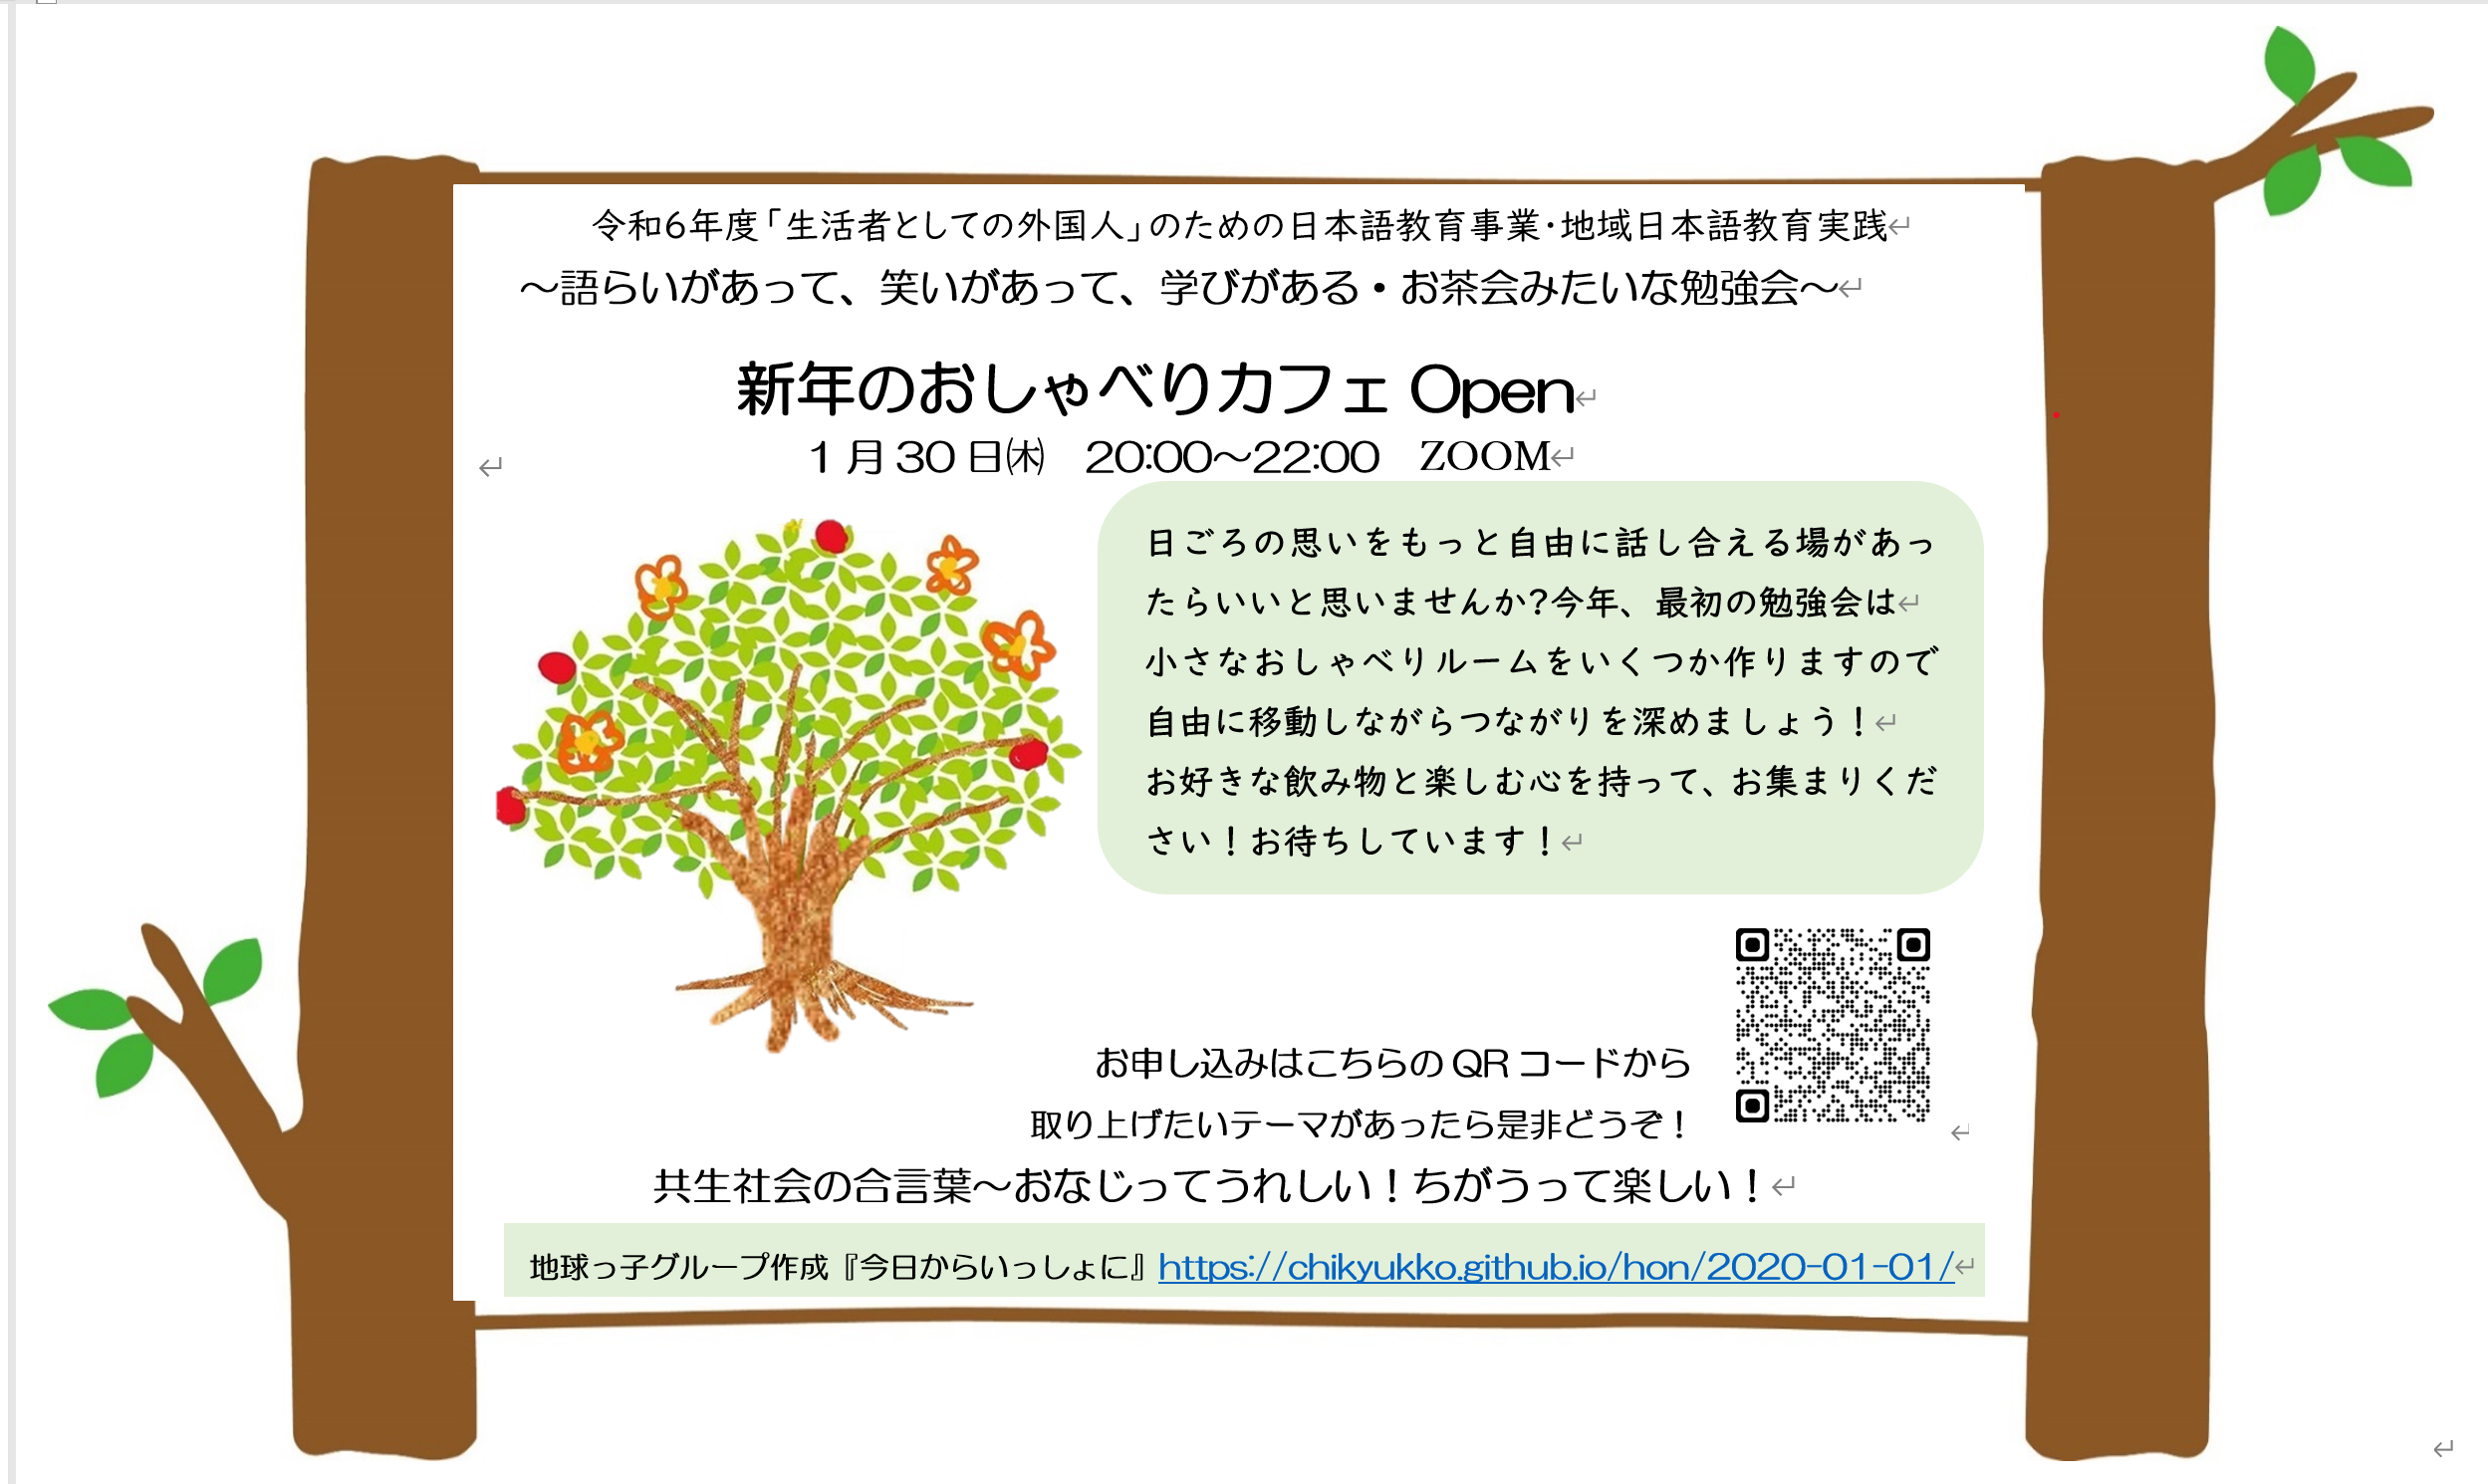 令和6年度「生活者としての外国人」のための日本語教育事業･地域日本語教育実践
～語らいがあって、笑いがあって、学びがある・お茶会みたいな勉強会～
新年のおしゃべりカフェ Open
1月30日㈭　20:00～22:00　ZOOM
日ごろの思いをもっと自由に話し合える場があっ
たらいいと思いませんか?今年、最初の勉強会は
小さなおしゃべりルームをいくつか作りますので
自由に移動しながらつながりを深めましょう！
お好きな飲み物と楽しむ心を持って、お集まりくだ
さい！お待ちしています！
お申し込みはこちらのQRコードから
取り上げたいテーマがあったら是非どうぞ！
共生社会の合言葉～おなじってうれしい！ちがうって楽しい！
地球っ子グループ作成『今日からいっしょに』https://chikyukko.github.io/hon/2020-01-01/